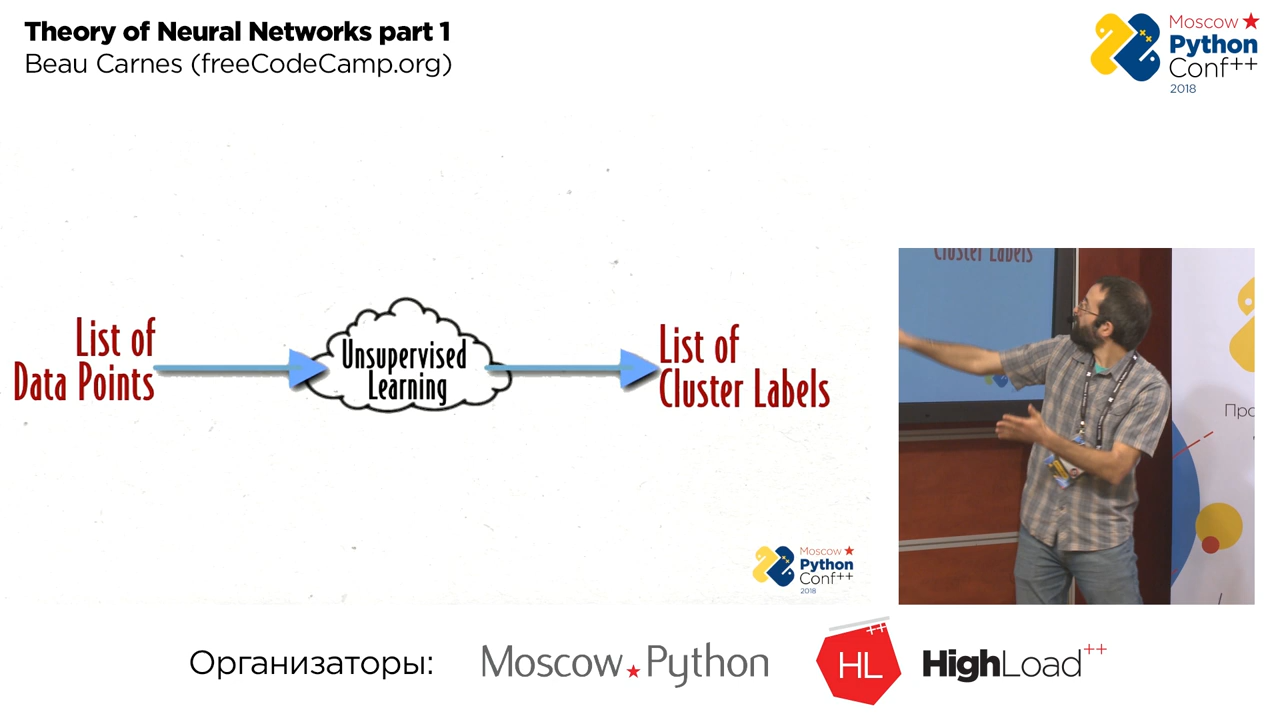 Theory of Neural Networks part 1
Beau Carnes (freeCodeCamp.org)
Moscow
Python
Conf++
2018
List of
Data Points
Unsupervised
Learning
List of
Cluster Labels
Cluster Labels
Про
Moscow
Python
Conf++
2018
Организаторы:
Moscow Python
++
HL
HighLoad++